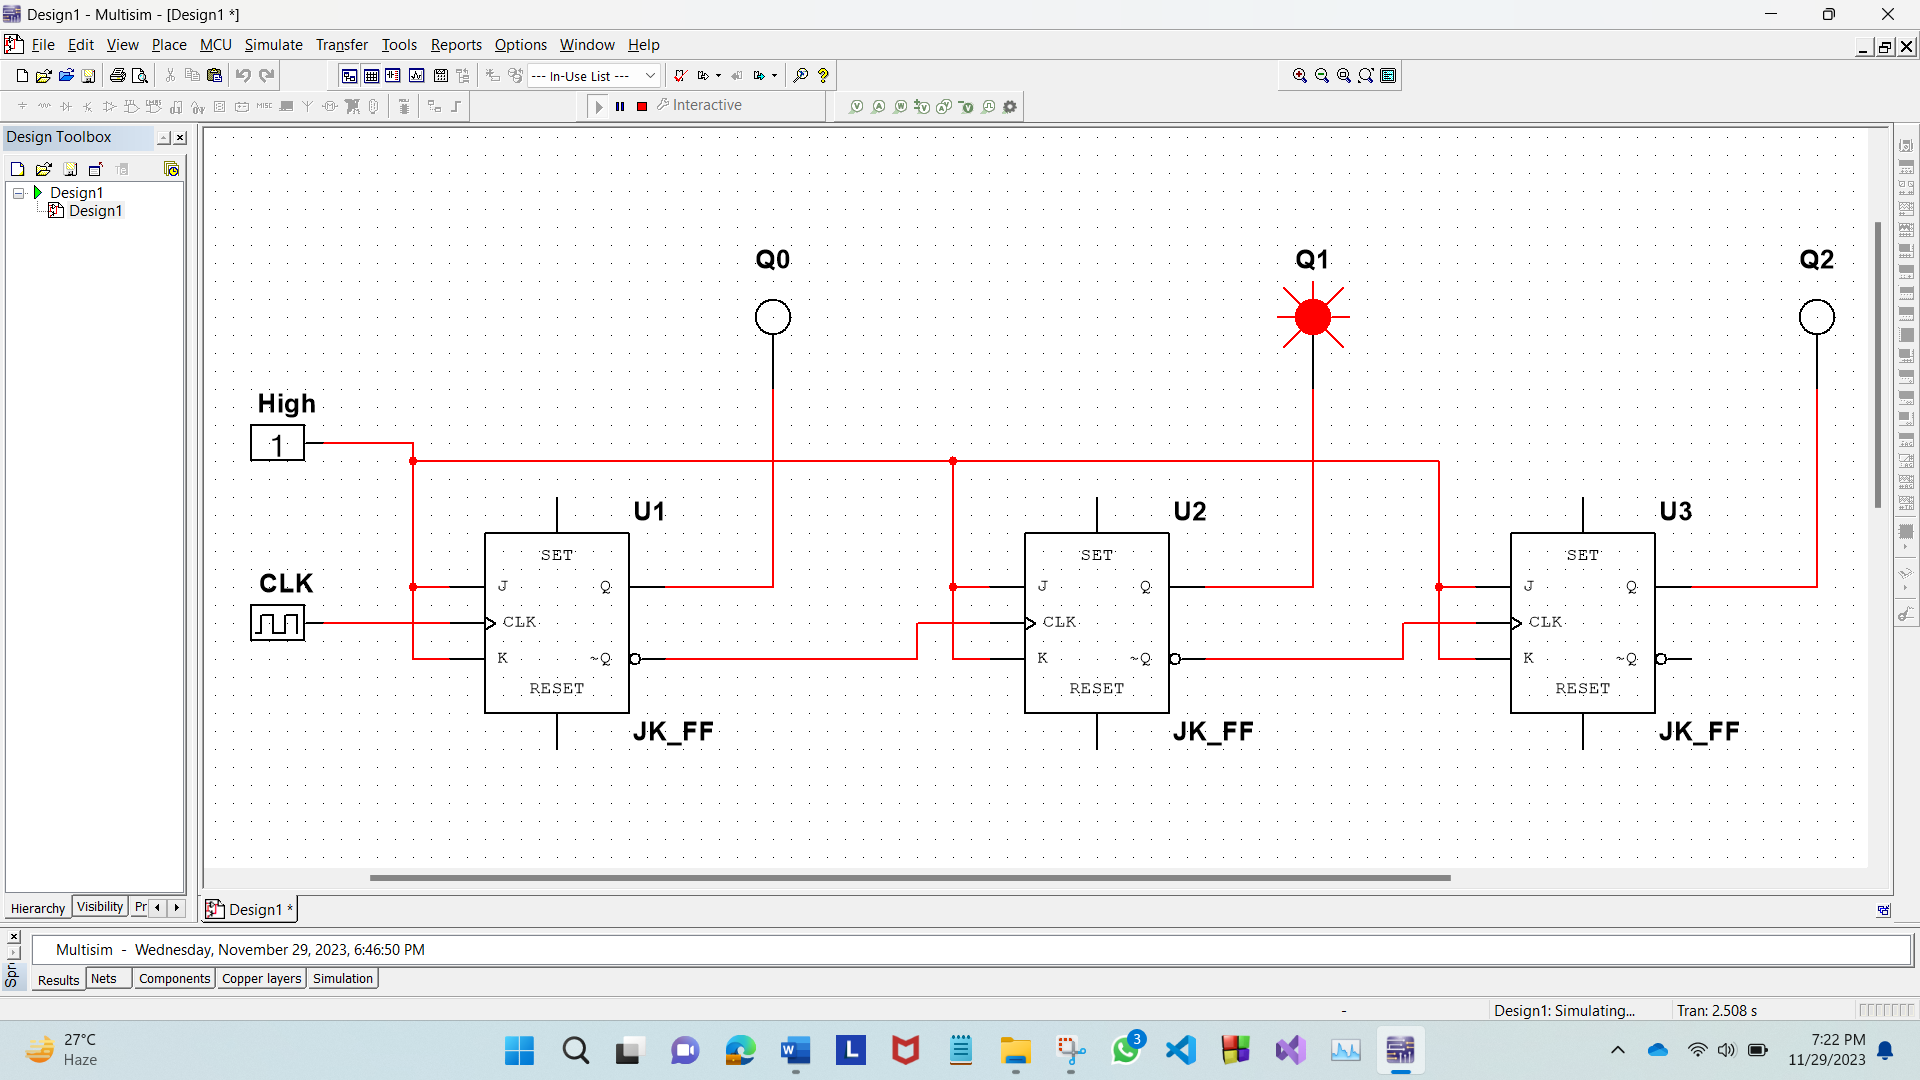 Design1 - Multisim - [Design1 *]
File Edit View Place MCU Simulate Transfer Tools Reports Options Window Help
--- In-Use List ---
MISC
Interactive
Design Toolbox
Design1
Design1
Q0 Q1 Q2
High
1
U1 U2 U3
CLK
SET SET SET
J Q J Q J Q
CLK CLK CLK
K ~Q K ~Q K ~Q
RESET RESET RESET
JK_FF JK_FF JK_FF
Hierarchy Visibility Pr
Design1 *
Multisim - Wednesday, November 29, 2023, 6:46:50 PM
Spr
Results Nets Components Copper layers Simulation
- Design1: Simulating... Tran: 2.508 s
27°C
Haze
W L 3
7:22 PM
11/29/2023